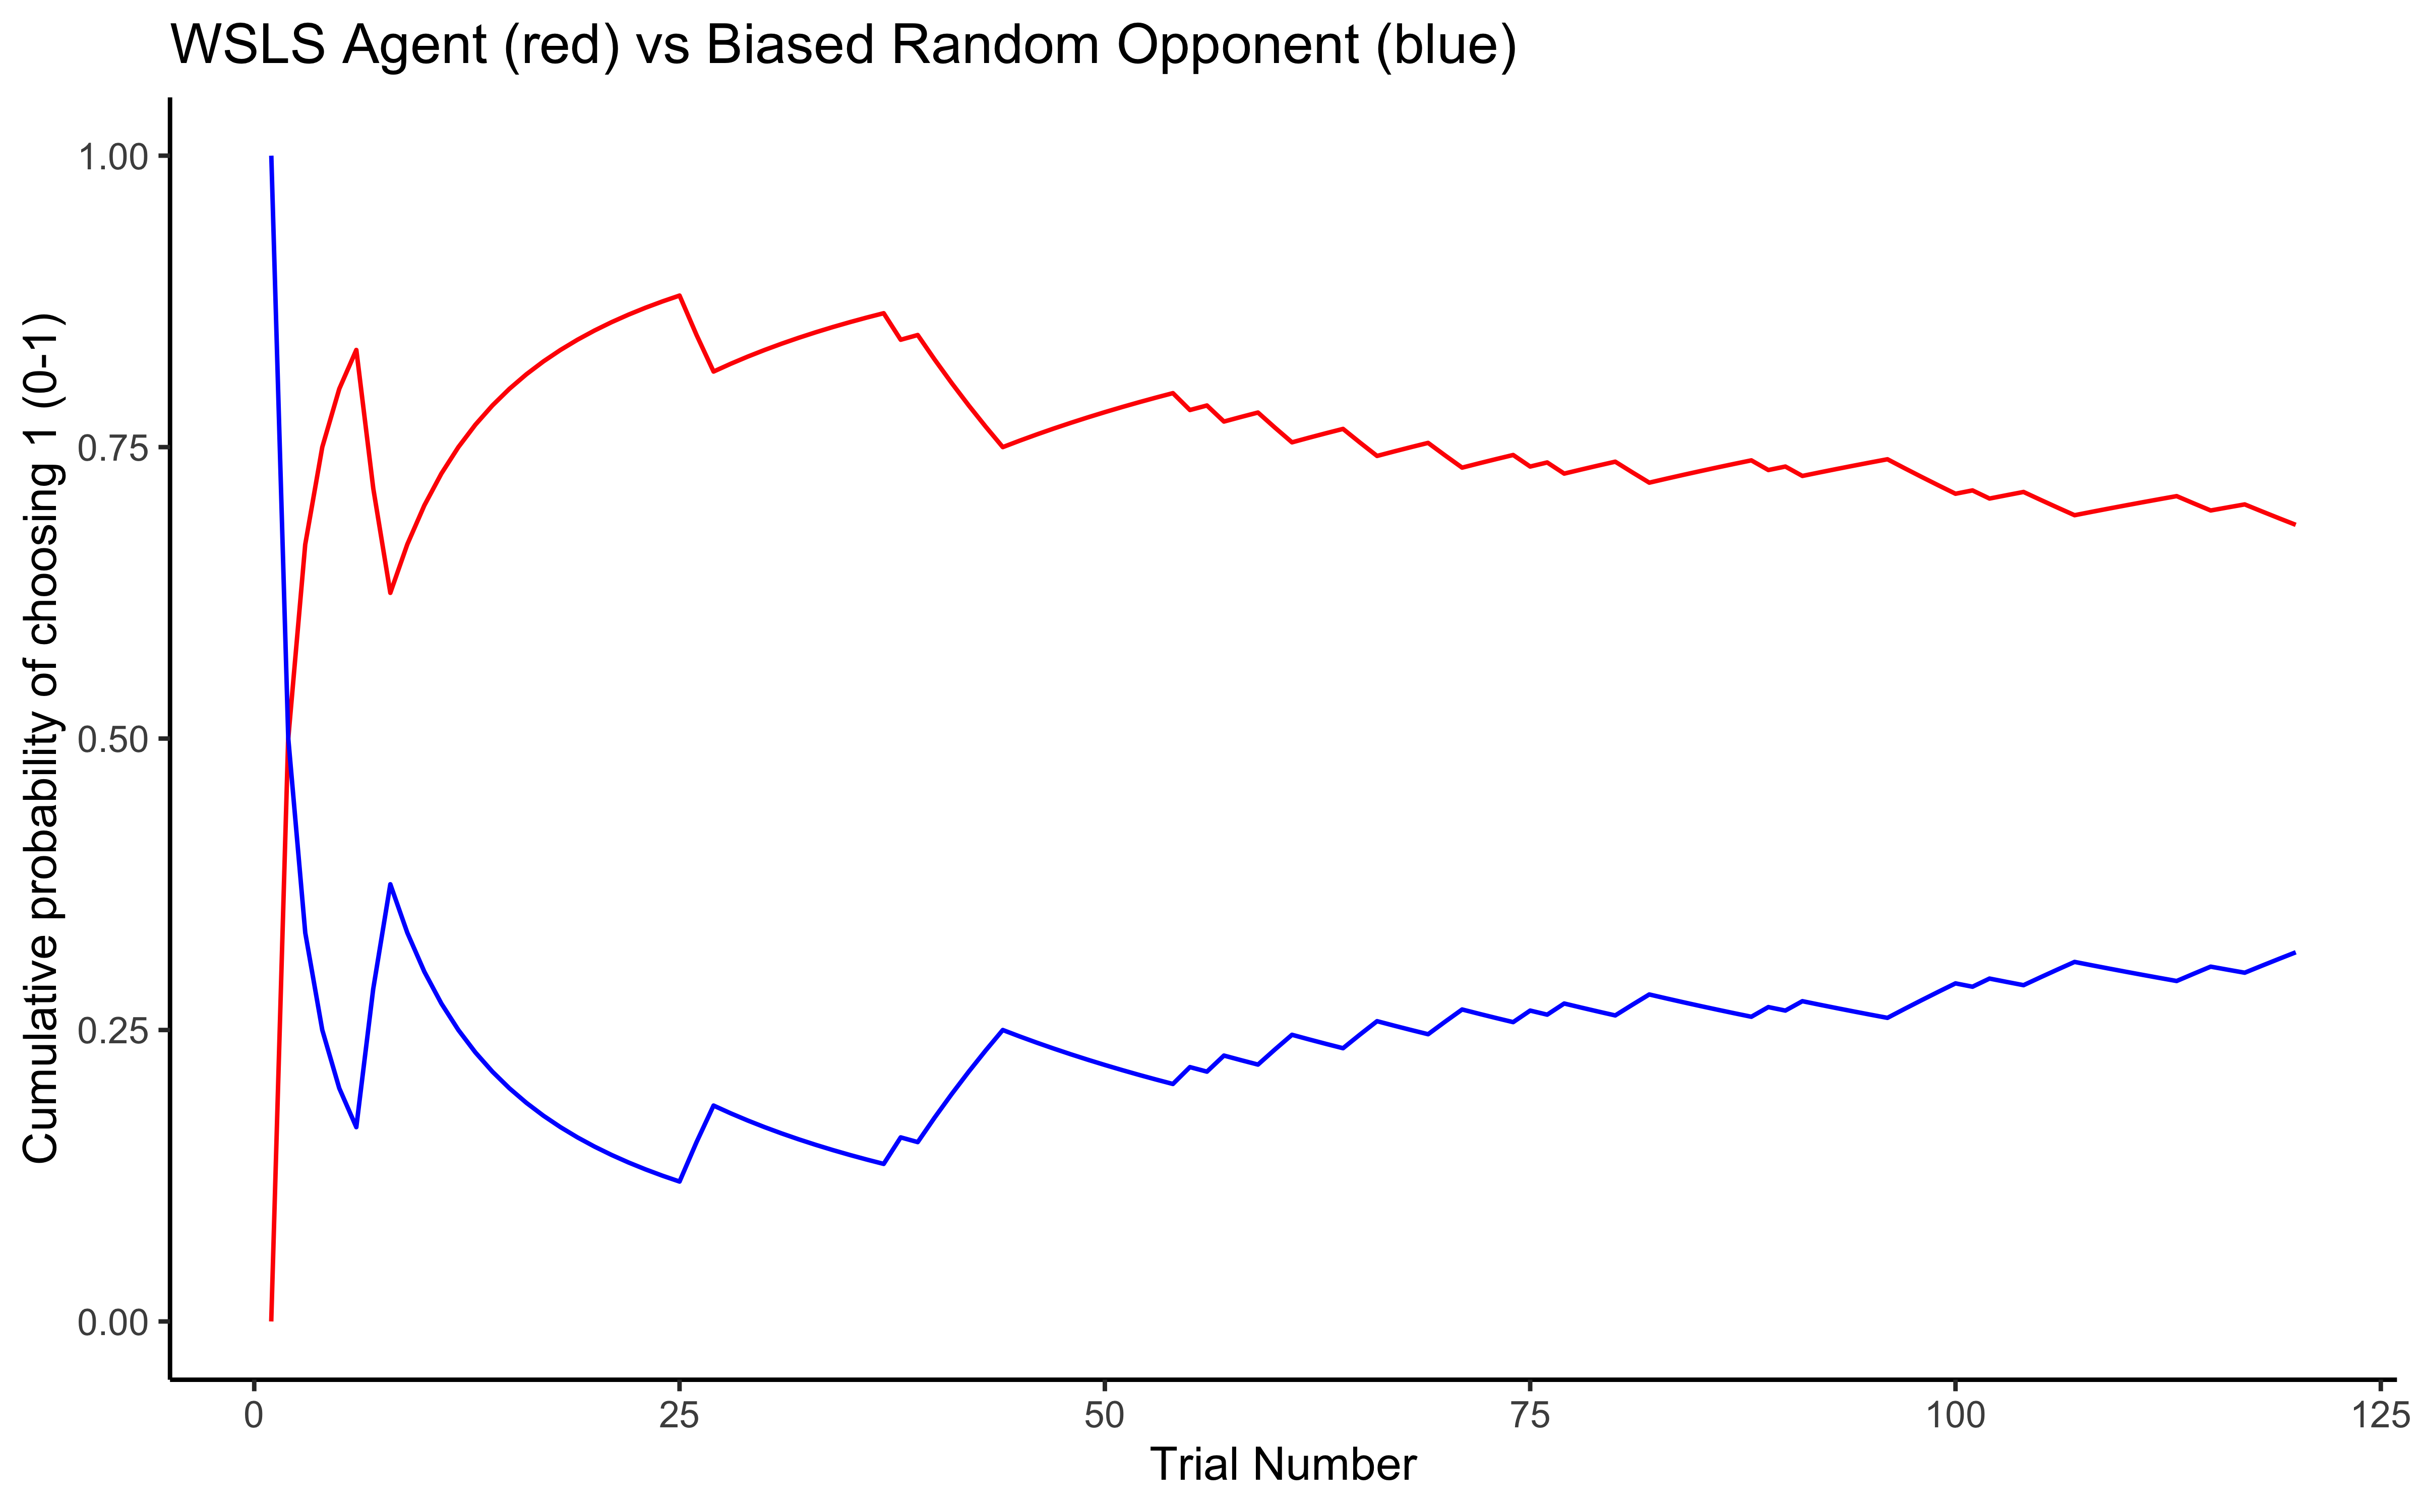 WSLS Agent (red) vs Biased Random Opponent (blue)
Cumulative probability of choosing 1 (0-1)
1.00
0.75
0.50
0.25
0.00
0 25 50 75 100 125
Trial Number